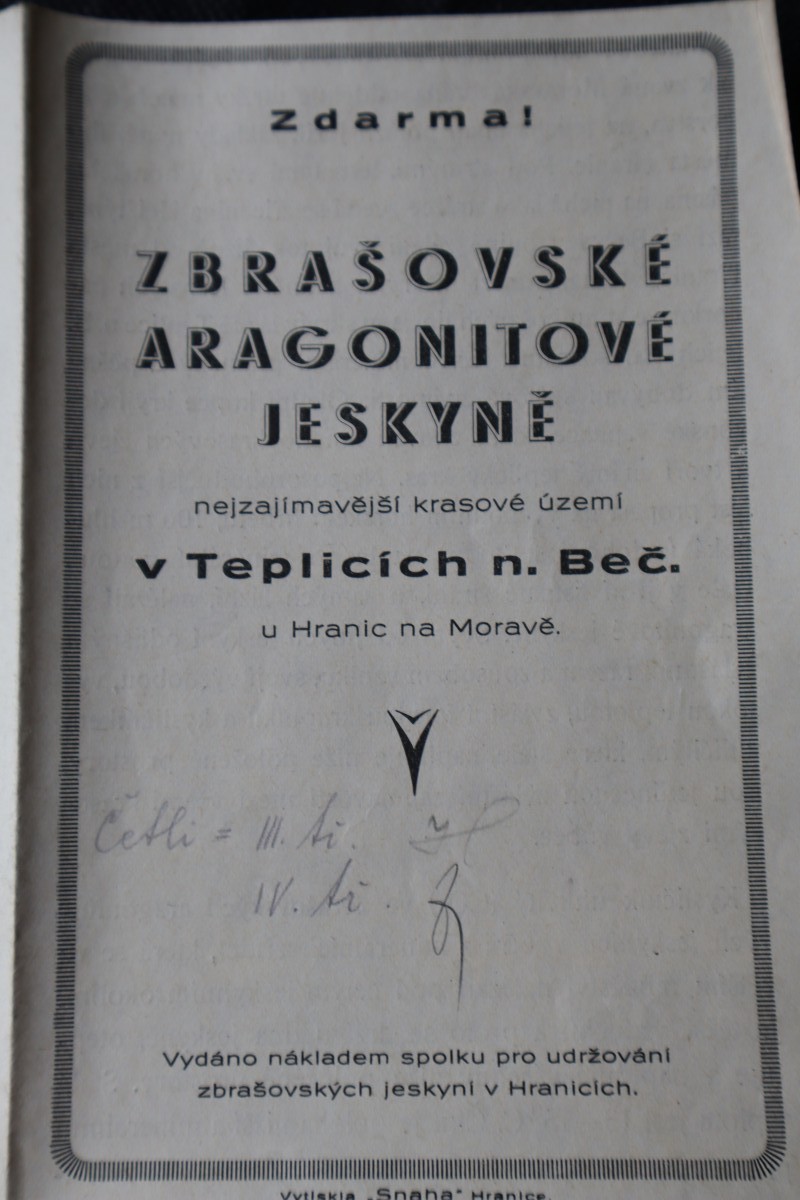 Zdarma!
ZBRAŠOVSKÉ
ARAGONITOVÉ
JESKYNĚ
nejzajímavější krasové území
v Teplicích n. Beč.
u Hranic na Moravě.
Četli = III. tř.
IV. tř
Vydáno nákladem spolku pro udržování
zbrašovských jeskyní v Hranicích.
Vytiskla „Snaha" Hranice.